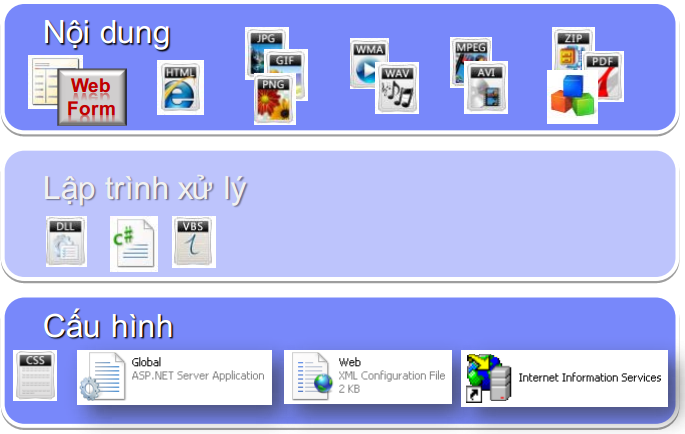 Nội dung
Web
Form
HTML
JPG
GIF
PNG
WMA
WAV
MPEG
AVI
ZIP
PDF
Lập trình xử lý
DLL
C#
VBS
Cấu hình
CSS
Global
ASP.NET Server Application
Web
XML Configuration File
2 KB
Internet Information Services